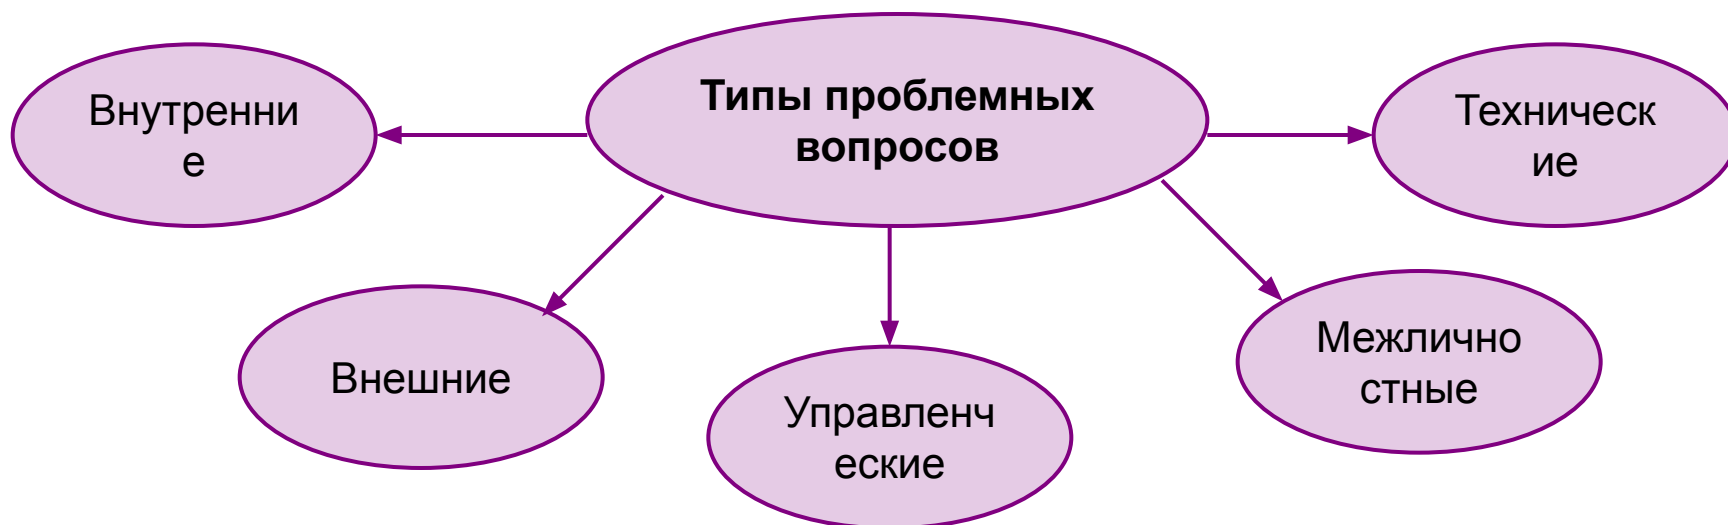 Типы проблемных
вопросов
Внутренни
е
Техническ
ие
Внешние
Управленч
еские
Межлично
стные